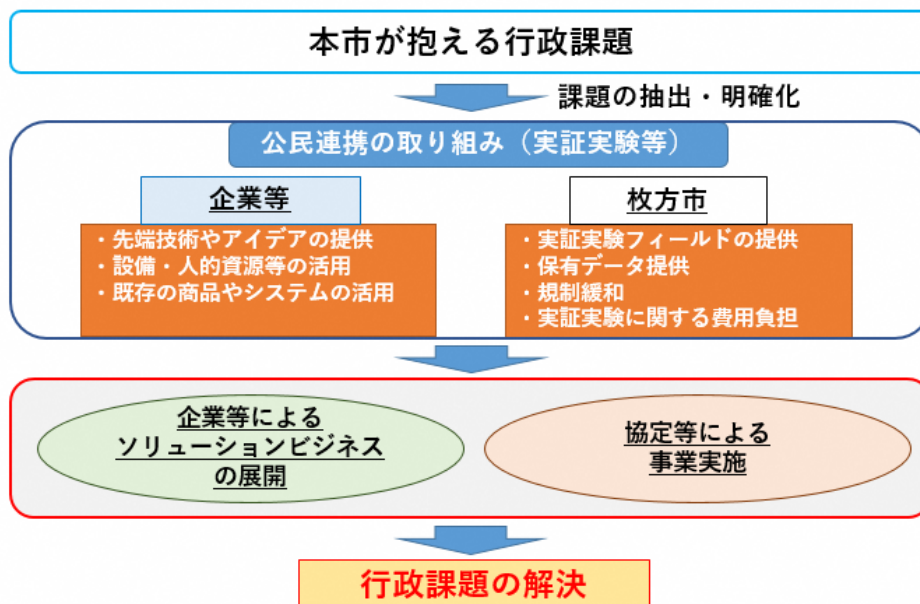 本市が抱える行政課題
課題の抽出・明確化
公民連携の取り組み（実証実験等）
企業等
・先端技術やアイデアの提供
・設備・人的資源等の活用
・既存の商品やシステムの活用
枚方市
・実証実験フィールドの提供
・保有データ提供
・規制緩和
・実証実験に関する費用負担
企業等による
ソリューションビジネス
の展開
協定等による
事業実施
行政課題の解決